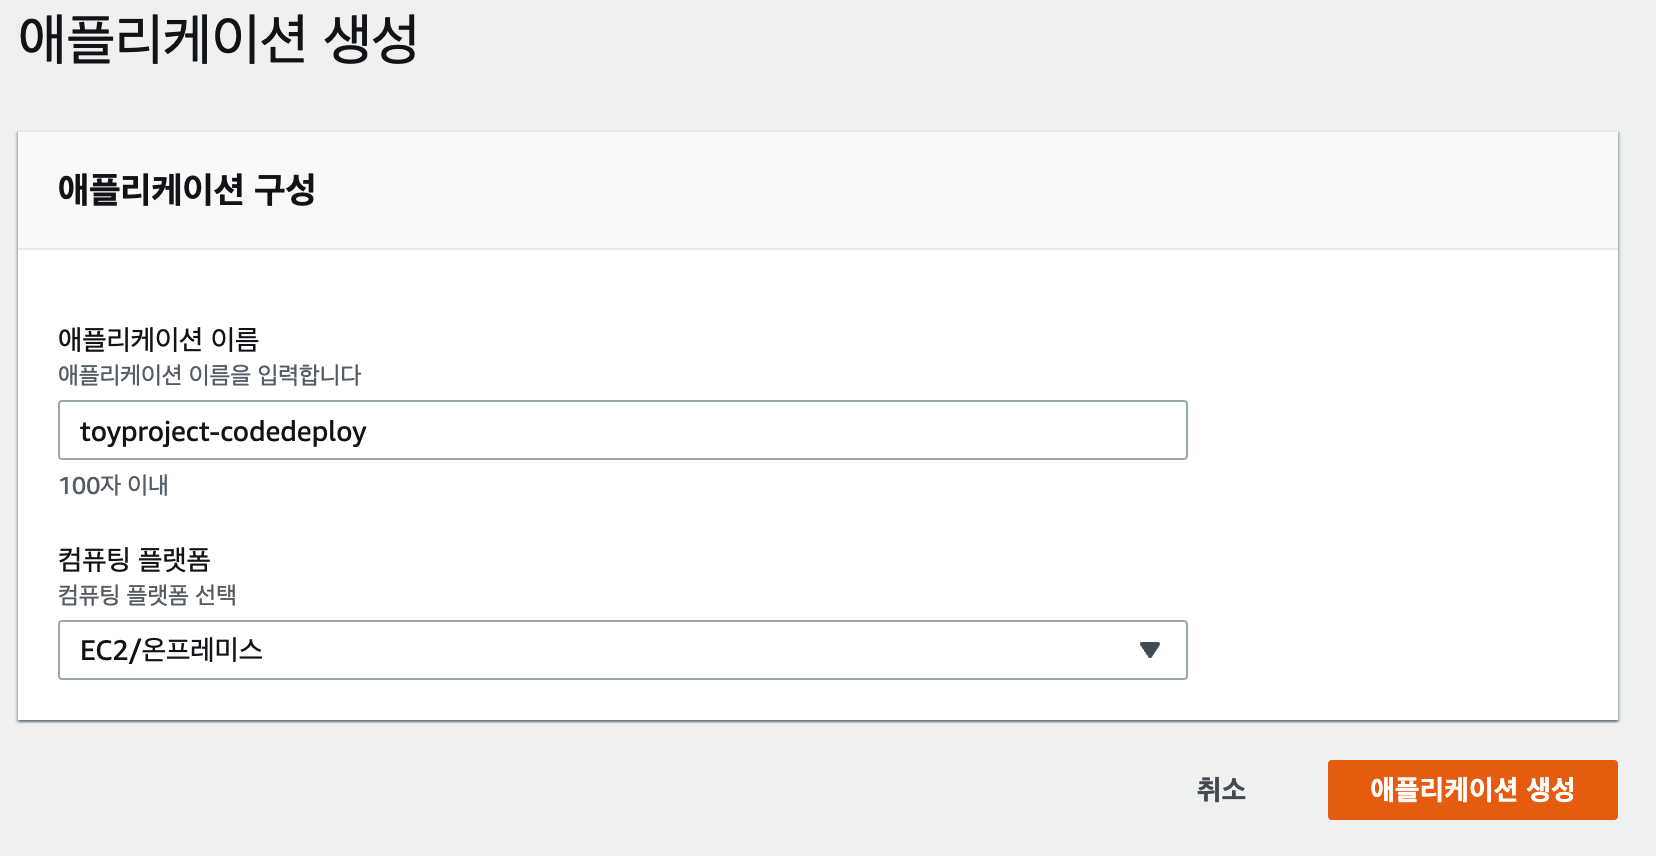 애플리케이션 생성
애플리케이션 구성
애플리케이션 이름
애플리케이션 이름을 입력합니다
toyproject-codedeploy
100자 이내
컴퓨팅 플랫폼
컴퓨팅 플랫폼 선택
EC2/온프레미스
취소
애플리케이션 생성